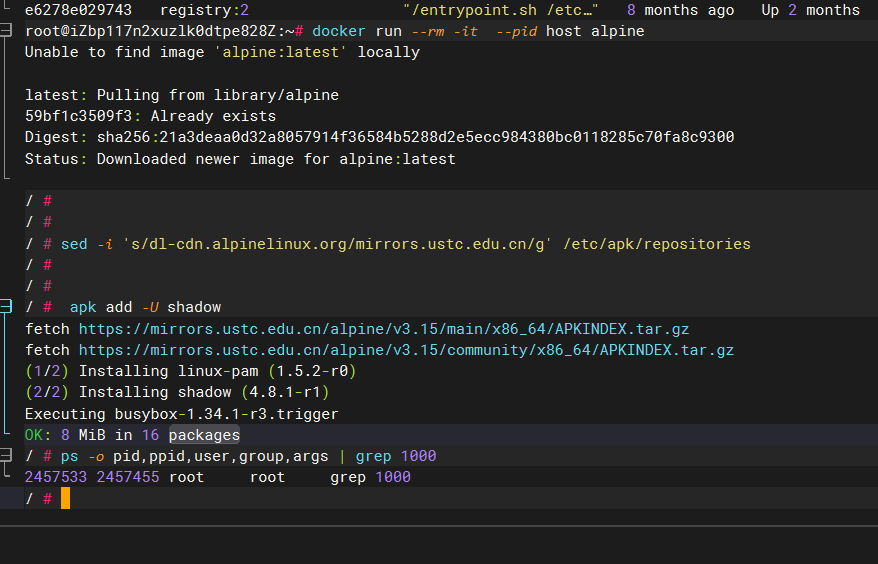 e6278e029743   registry:2                 "/entrypoint.sh /etc…"   8 months ago   Up 2 months
root@iZbp117n2xuzlk0dtpe828Z:~# docker run --rm -it  --pid host alpine
Unable to find image 'alpine:latest' locally
latest: Pulling from library/alpine
59bf1c3509f3: Already exists
Digest: sha256:21a3deaa0d32a8057914f36584b5288d2e5ecc984380bc0118285c70fa8c9300
Status: Downloaded newer image for alpine:latest
/ #
/ #
/ # sed -i 's/dl-cdn.alpinelinux.org/mirrors.ustc.edu.cn/g' /etc/apk/repositories
/ #
/ #
/ #  apk add -U shadow
fetch https://mirrors.ustc.edu.cn/alpine/v3.15/main/x86_64/APKINDEX.tar.gz
fetch https://mirrors.ustc.edu.cn/alpine/v3.15/community/x86_64/APKINDEX.tar.gz
(1/2) Installing linux-pam (1.5.2-r0)
(2/2) Installing shadow (4.8.1-r1)
Executing busybox-1.34.1-r3.trigger
OK: 8 MiB in 16 packages
/ # ps -o pid,ppid,user,group,args | grep 1000
2457533 2457455 root     root     grep 1000
/ #